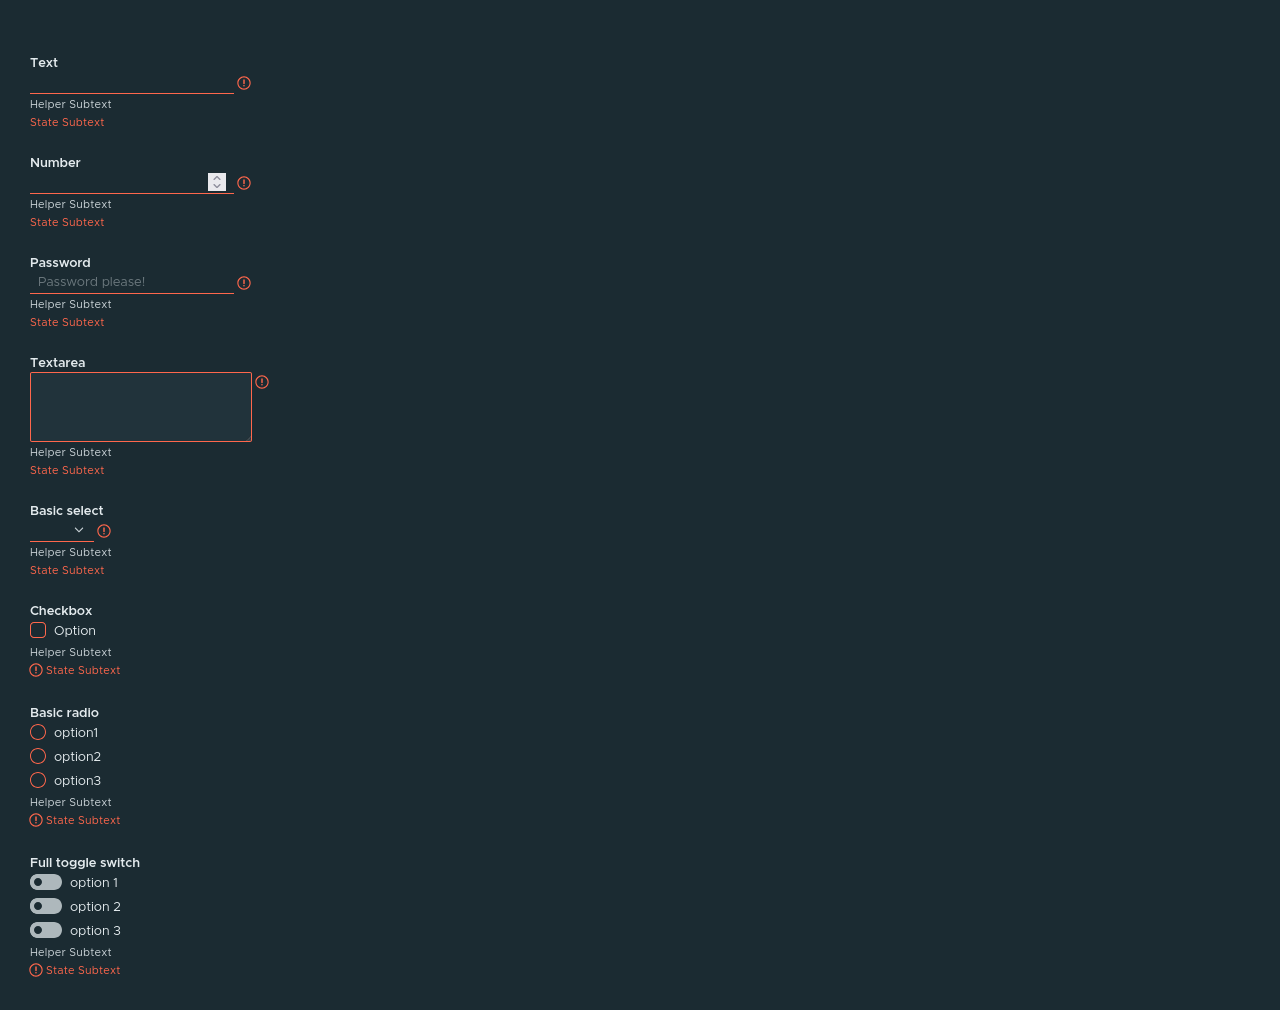 Text
Helper Subtext
State Subtext
Number
Helper Subtext
State Subtext
Password
Password please!
Helper Subtext
State Subtext
Textarea
Helper Subtext
State Subtext
Basic select
Helper Subtext
State Subtext
Checkbox
Option
Helper Subtext
State Subtext
Basic radio
option1
option2
option3
Helper Subtext
State Subtext
Full toggle switch
option 1
option 2
option 3
Helper Subtext
State Subtext